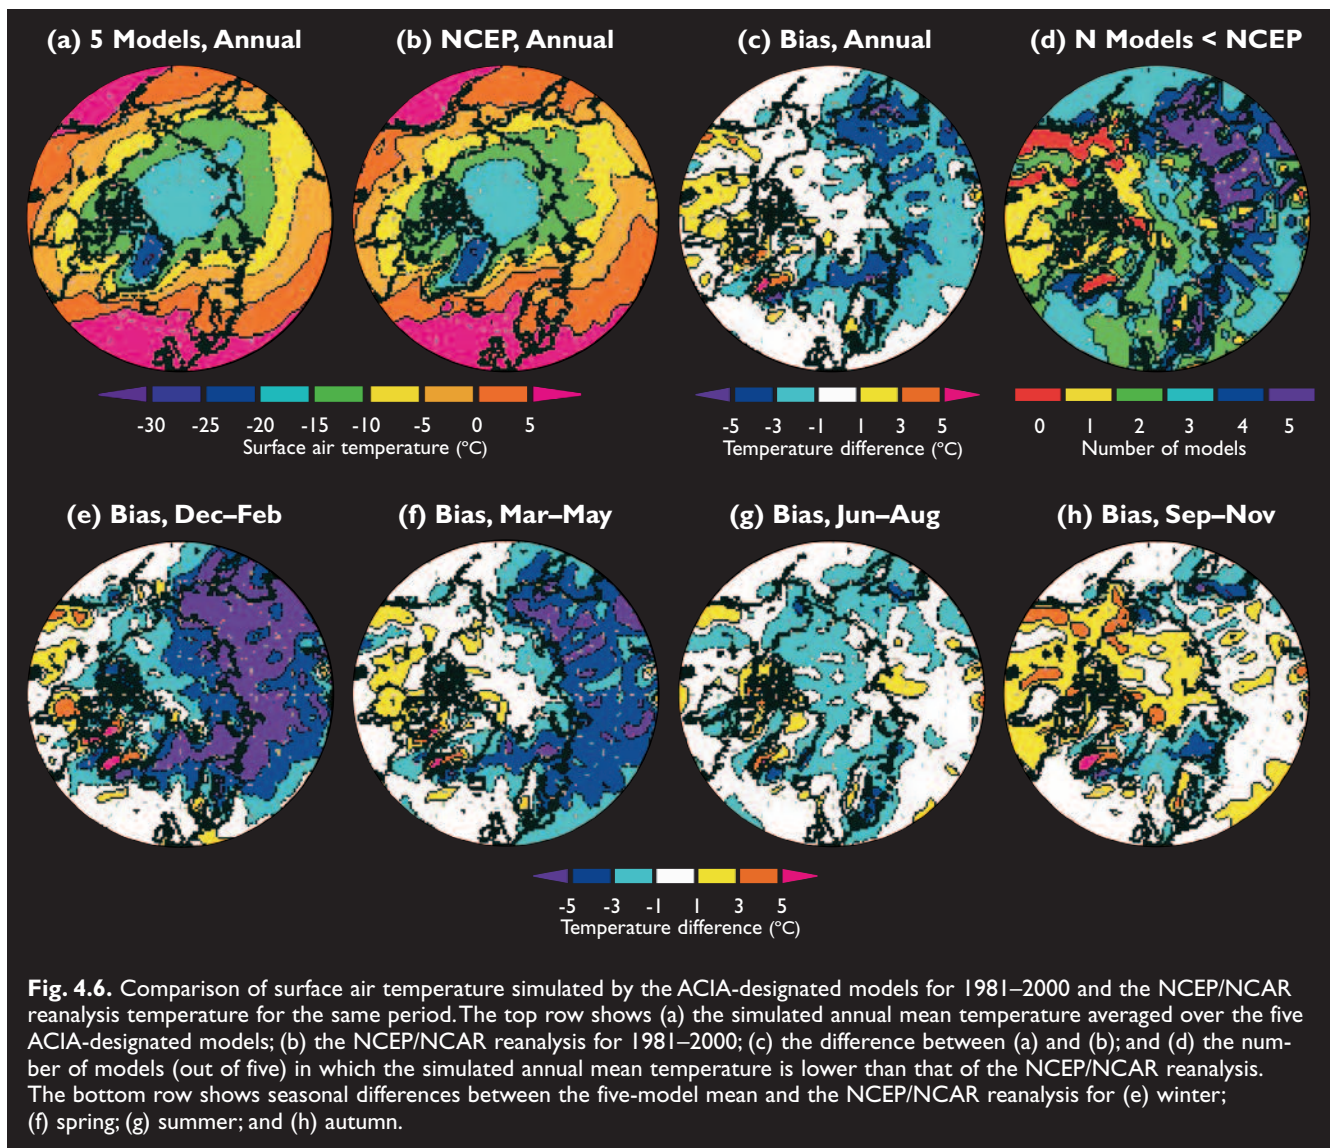 (a) 5 Models, Annual
(b) NCEP, Annual
(c) Bias, Annual
(d) N Models < NCEP
-30 -25 -20 -15 -10 -5 0 5
Surface air temperature (ºC)
-5 -3 -1 1 3 5
Temperature difference (ºC)
0 1 2 3 4 5
Number of models
(e) Bias, Dec–Feb
(f) Bias, Mar–May
(g) Bias, Jun–Aug
(h) Bias, Sep–Nov
-5 -3 -1 1 3 5
Temperature difference (ºC)
Fig. 4.6. Comparison of surface air temperature simulated by the ACIA-designated models for 1981–2000 and the NCEP/NCAR
reanalysis temperature for the same period. The top row shows (a) the simulated annual mean temperature averaged over the five
ACIA-designated models; (b) the NCEP/NCAR reanalysis for 1981–2000; (c) the difference between (a) and (b); and (d) the num-
ber of models (out of five) in which the simulated annual mean temperature is lower than that of the NCEP/NCAR reanalysis.
The bottom row shows seasonal differences between the five-model mean and the NCEP/NCAR reanalysis for (e) winter;
(f) spring; (g) summer; and (h) autumn.